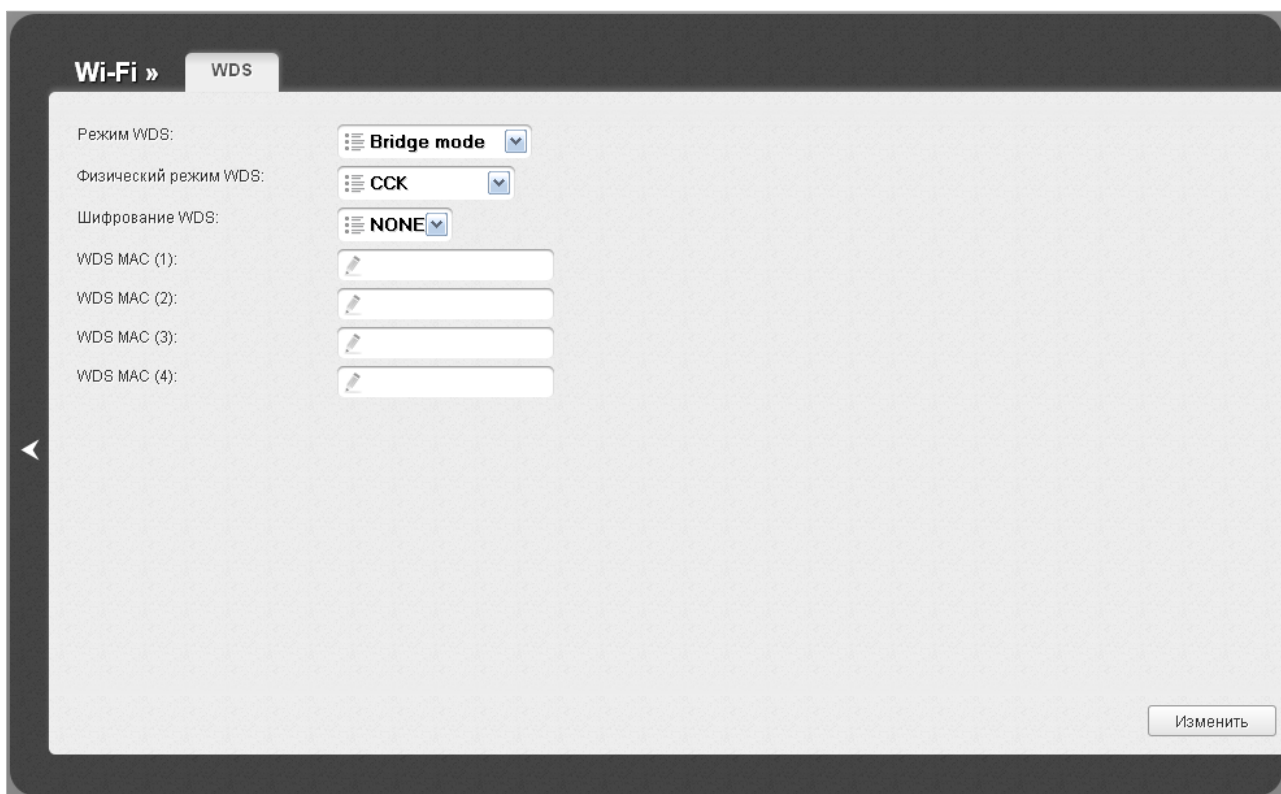 Wi-Fi » WDS
Режим WDS: Bridge mode
Физический режим WDS: CCK
Шифрование WDS: NONE
WDS MAC (1):
WDS MAC (2):
WDS MAC (3):
WDS MAC (4):
Изменить